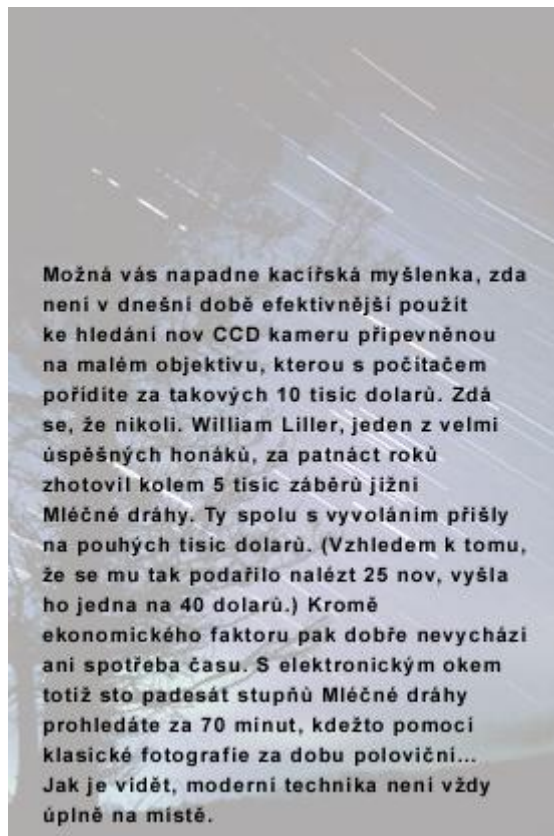 Možná vás napadne kacířská myšlenka, zda
není v dnešní době efektivnější použít
ke hledání nov CCD kameru připevněnou
na malém objektivu, kterou s počítačem
pořídíte za takových 10 tisíc dolarů. Zdá
se, že nikoli. William Liller, jeden z velmi
úspěšných honáků, za patnáct roků
zhotovil kolem 5 tisíc záběrů jižní
Mléčné dráhy. Ty spolu s vyvoláním přišly
na pouhých tisíc dolarů. (Vzhledem k tomu,
že se mu tak podařilo nalézt 25 nov, vyšla
ho jedna na 40 dolarů.) Kromě
ekonomického faktoru pak dobře nevychází
ani spotřeba času. S elektronickým okem
totiž sto padesát stupňů Mléčné dráhy
prohledáte za 70 minut, kdežto pomocí
klasické fotografie za dobu poloviční...
Jak je vidět, moderní technika není vždy
úplně na místě.